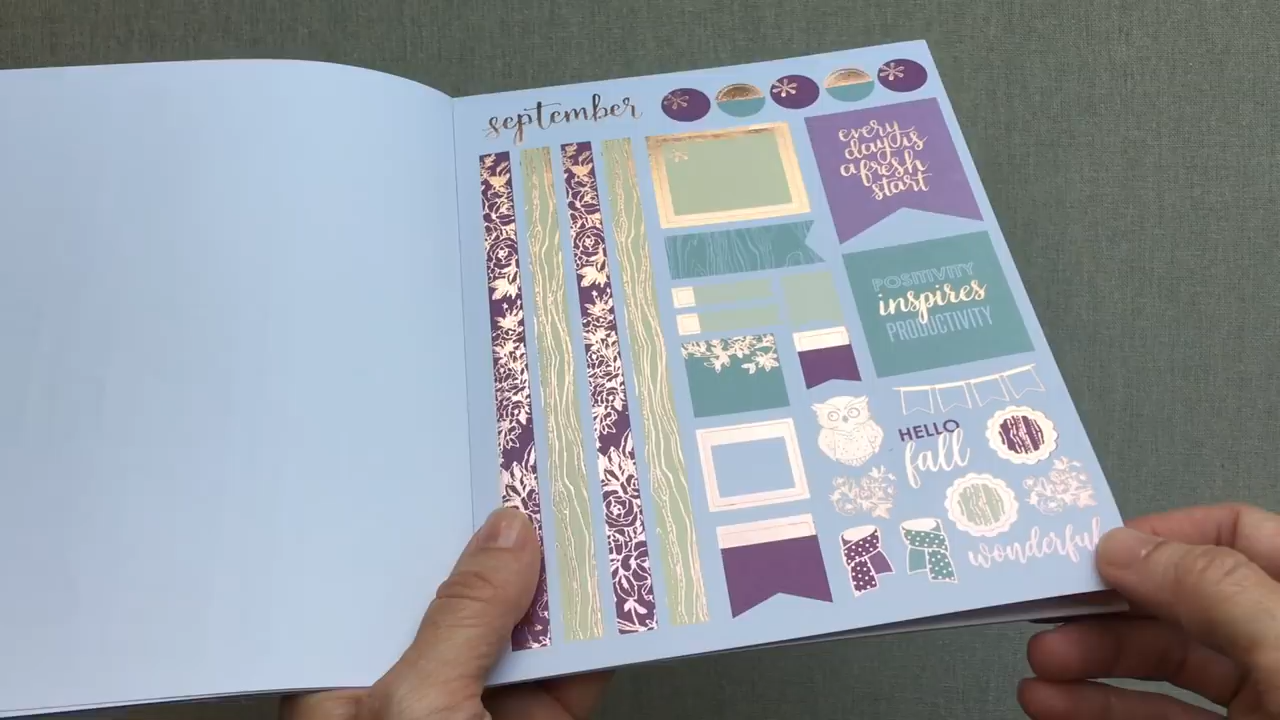 september
every
day is
a fresh
start
POSITIVITY
inspires
PRODUCTIVITY
HELLO
fall
wonderful